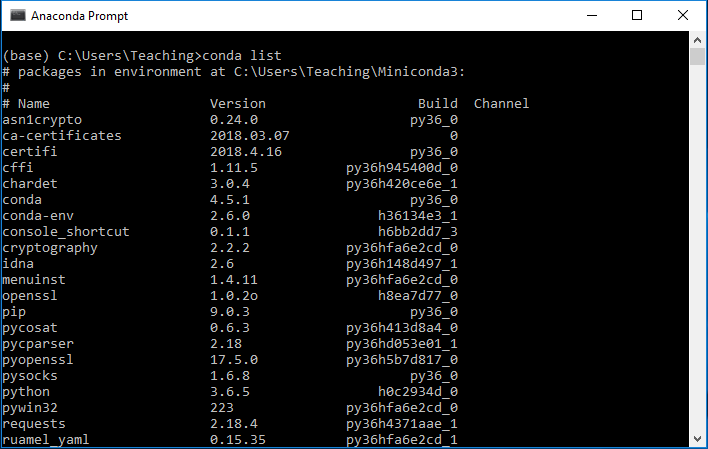 Anaconda Prompt
(base) C:\Users\Teaching>conda list
# packages in environment at C:\Users\Teaching\Miniconda3:
#
# Name                    Version                   Build  Channel
asn1crypto                0.24.0                   py36_0
ca-certificates           2018.03.07                    0
certifi                   2018.4.16                py36_0
cffi                      1.11.5           py36h945400d_0
chardet                   3.0.4            py36h420ce6e_1
conda                     4.5.1                    py36_0
conda-env                 2.6.0                h36134e3_1
console_shortcut          0.1.1                h6bb2dd7_3
cryptography              2.2.2            py36hfa6e2cd_0
idna                      2.6              py36h148d497_1
menuinst                  1.4.11           py36hfa6e2cd_0
openssl                   1.0.2o               h8ea7d77_0
pip                       9.0.3                    py36_0
pycosat                   0.6.3            py36h413d8a4_0
pycparser                 2.18             py36hd053e01_1
pyopenssl                 17.5.0           py36h5b7d817_0
pysocks                   1.6.8                    py36_0
python                    3.6.5                h0c2934d_0
pywin32                   223              py36hfa6e2cd_0
requests                  2.18.4           py36h4371aae_1
ruamel_yaml               0.15.35          py36hfa6e2cd_1